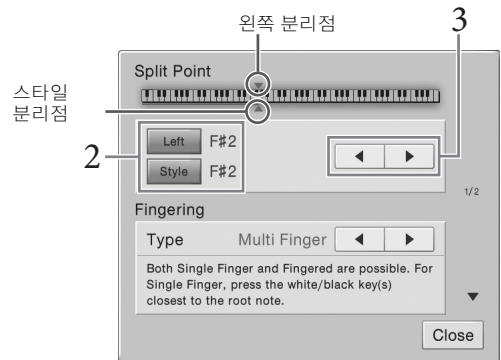 왼쪽 분리점
3
Split Point
스타일
분리점
2
Left F#2
Style F#2
1/2
Fingering
Type Multi Finger
Both Single Finger and Fingered are possible. For
Single Finger, press the white/black key(s)
closest to the root note.
Close